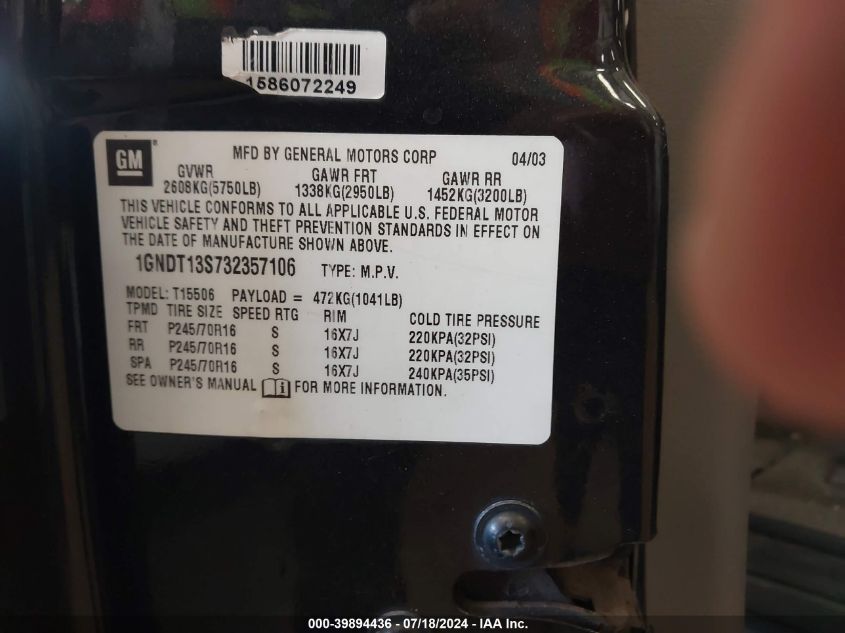 1586072249
GM
MFD BY GENERAL MOTORS CORP 04/03
GVWR GAWR FRT GAWR RR
2608KG(5750LB) 1338KG(2950LB) 1452KG(3200LB)
THIS VEHICLE CONFORMS TO ALL APPLICABLE U.S. FEDERAL MOTOR
VEHICLE SAFETY AND THEFT PREVENTION STANDARDS IN EFFECT ON
THE DATE OF MANUFACTURE SHOWN ABOVE.
1GNDT13S732357106 TYPE: M.P.V.
MODEL: T15506 PAYLOAD = 472KG(1041LB)
TPMD TIRE SIZE SPEED RTG RIM COLD TIRE PRESSURE
FRT P245/70R16 S 16X7J 220KPA(32PSI)
RR P245/70R16 S 16X7J 220KPA(32PSI)
SPA P245/70R16 S 16X7J 240KPA(35PSI)
SEE OWNER'S MANUAL FOR MORE INFORMATION.
000-39894436 - 07/18/2024 - IAA Inc.